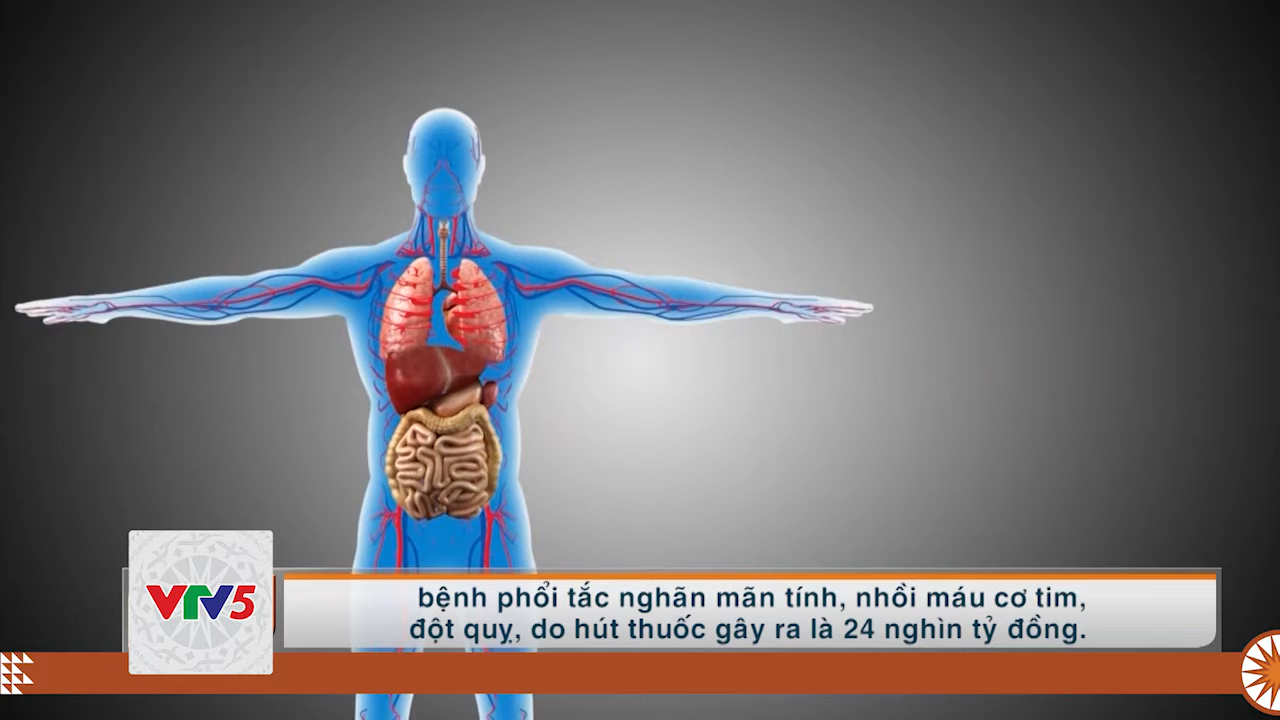 VTV5
bệnh phổi tắc nghãn mãn tính, nhồi máu cơ tim,
đột quỵ, do hút thuốc gây ra là 24 nghìn tỷ đồng.